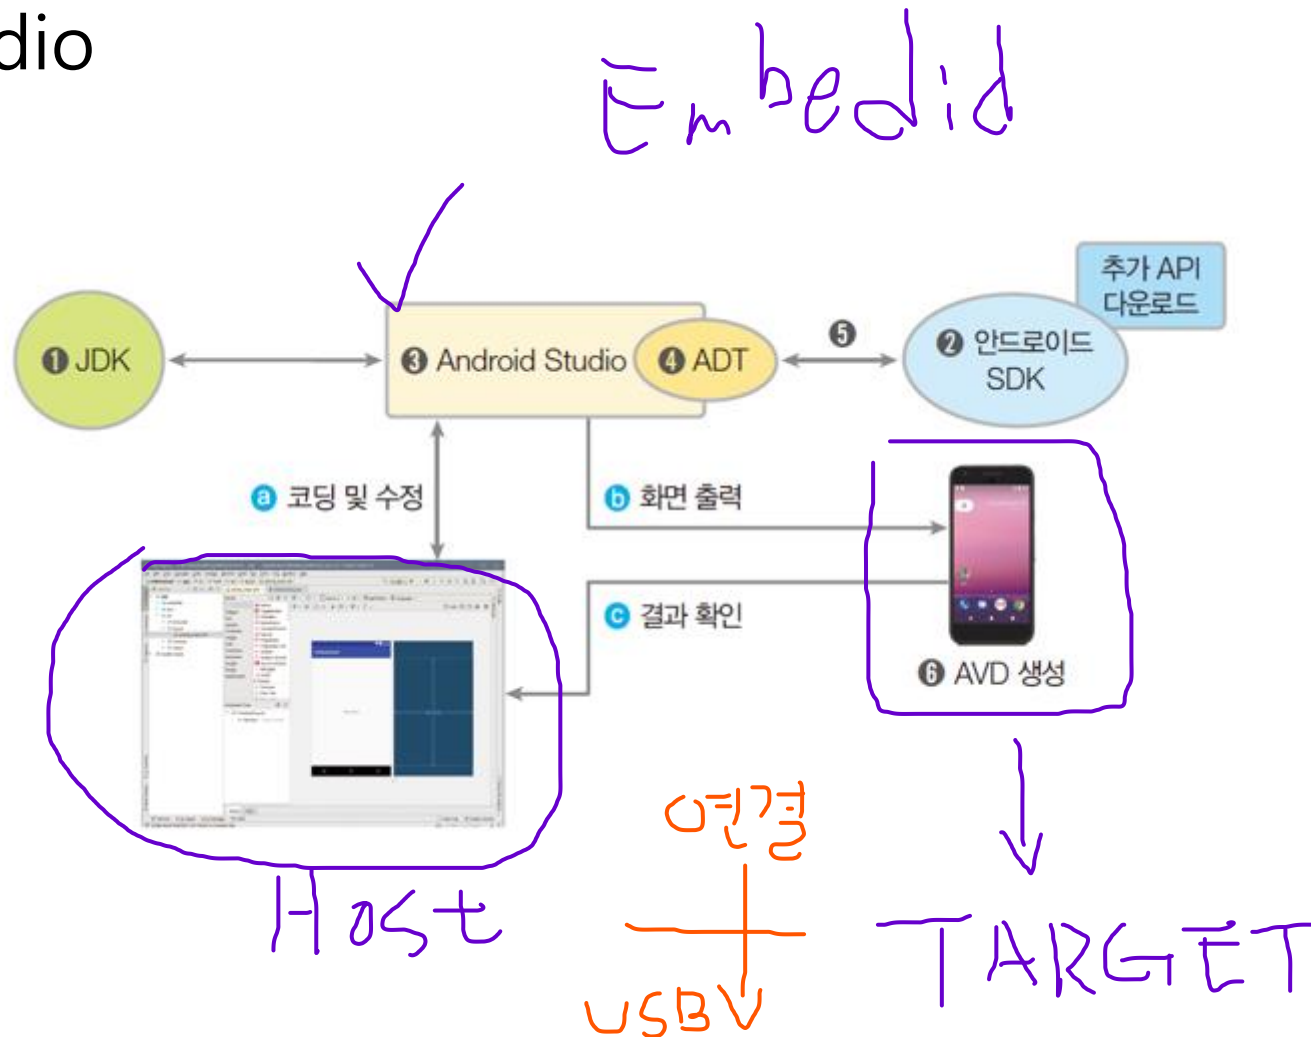 dio
Embedid
추가 API
다운로드
❶ JDK
❸ Android Studio
❹ ADT
❺
❷ 안드로이드
SDK
ⓐ 코딩 및 수정
ⓑ 화면 출력
ⓒ 결과 확인
❻ AVD 생성
연결
USB
Host
TARGET